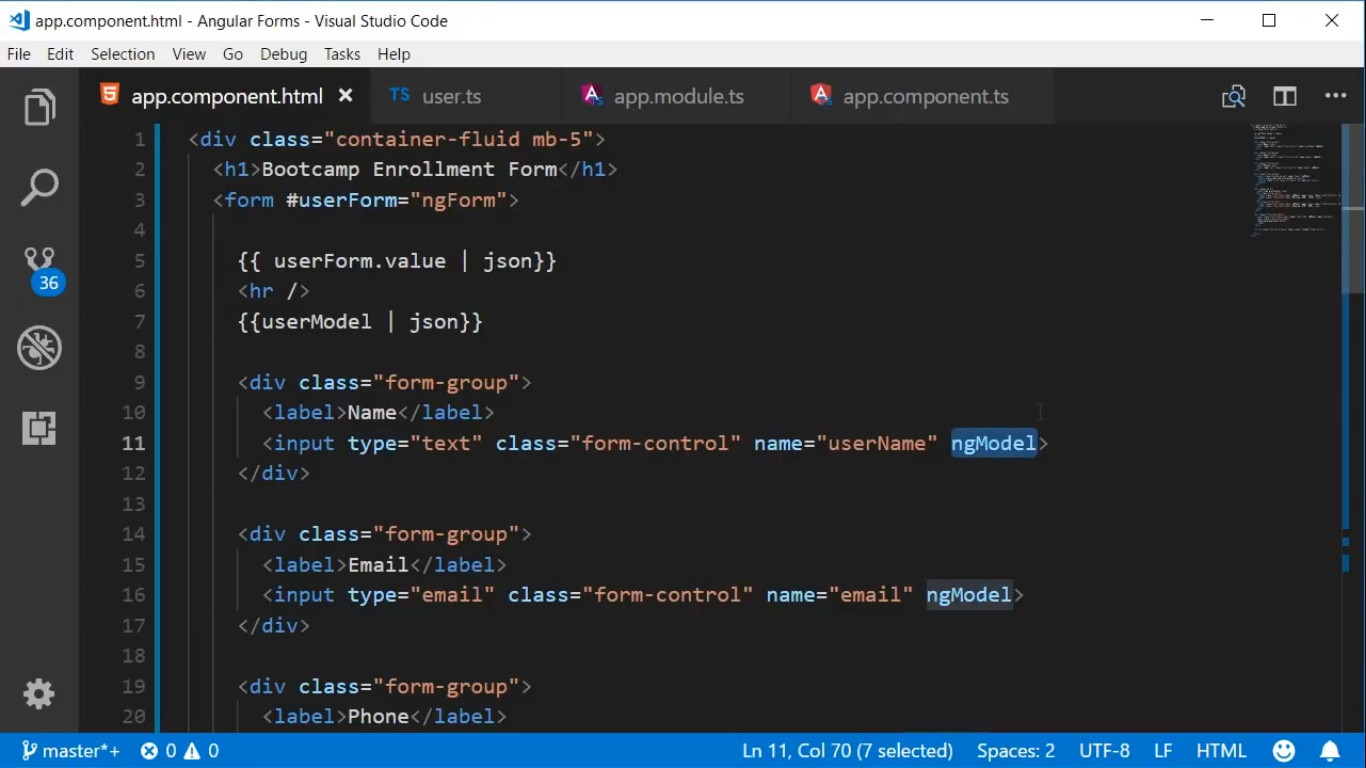 app.component.html - Angular Forms - Visual Studio Code
File Edit Selection View Go Debug Tasks Help
app.component.html TS user.ts app.module.ts app.component.ts
1 <div class="container-fluid mb-5">
2 <h1>Bootcamp Enrollment Form</h1>
3 <form #userForm="ngForm">
4
5 {{ userForm.value | json}}
6 <hr />
7 {{userModel | json}}
8
9 <div class="form-group">
10 <label>Name</label>
11 <input type="text" class="form-control" name="userName" ngModel>
12 </div>
13
14 <div class="form-group">
15 <label>Email</label>
16 <input type="email" class="form-control" name="email" ngModel>
17 </div>
18
19 <div class="form-group">
20 <label>Phone</label>
36
master*+ 0 0 Ln 11, Col 70 (7 selected) Spaces: 2 UTF-8 LF HTML